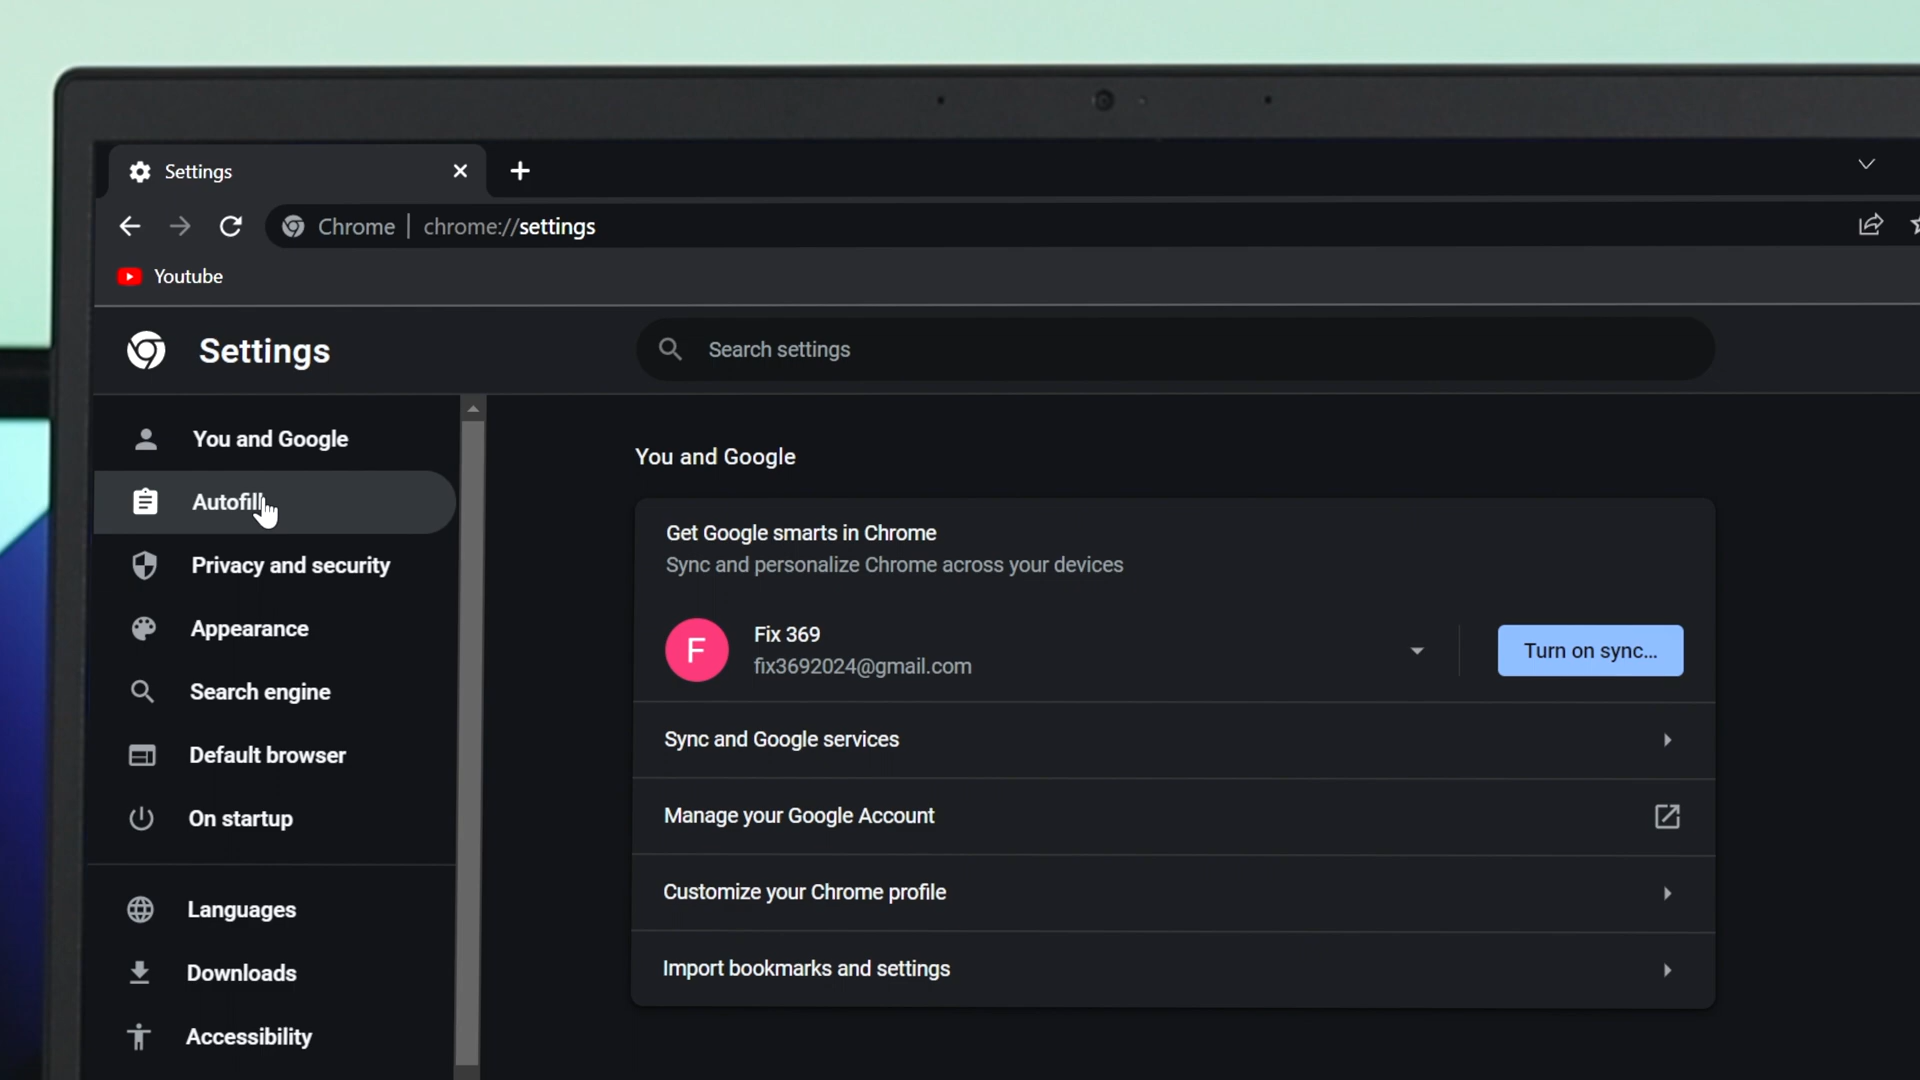 Settings
Chrome | chrome://settings
Youtube
Settings
Search settings
You and Google
Autofill
Privacy and security
Appearance
Search engine
Default browser
On startup
Languages
Downloads
Accessibility
You and Google
Get Google smarts in Chrome
Sync and personalize Chrome across your devices
F
Fix 369
fix3692024@gmail.com
Turn on sync...
Sync and Google services
Manage your Google Account
Customize your Chrome profile
Import bookmarks and settings